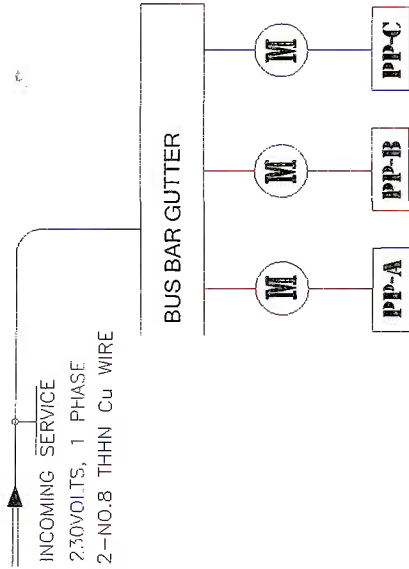 INCOMING SERVICE
230VOLTS, 1 PHASE
2-NO.8 THHN Cu WIRE
BUS BAR GUTTER
M
M
M
PP-A
PP-B
PP-C